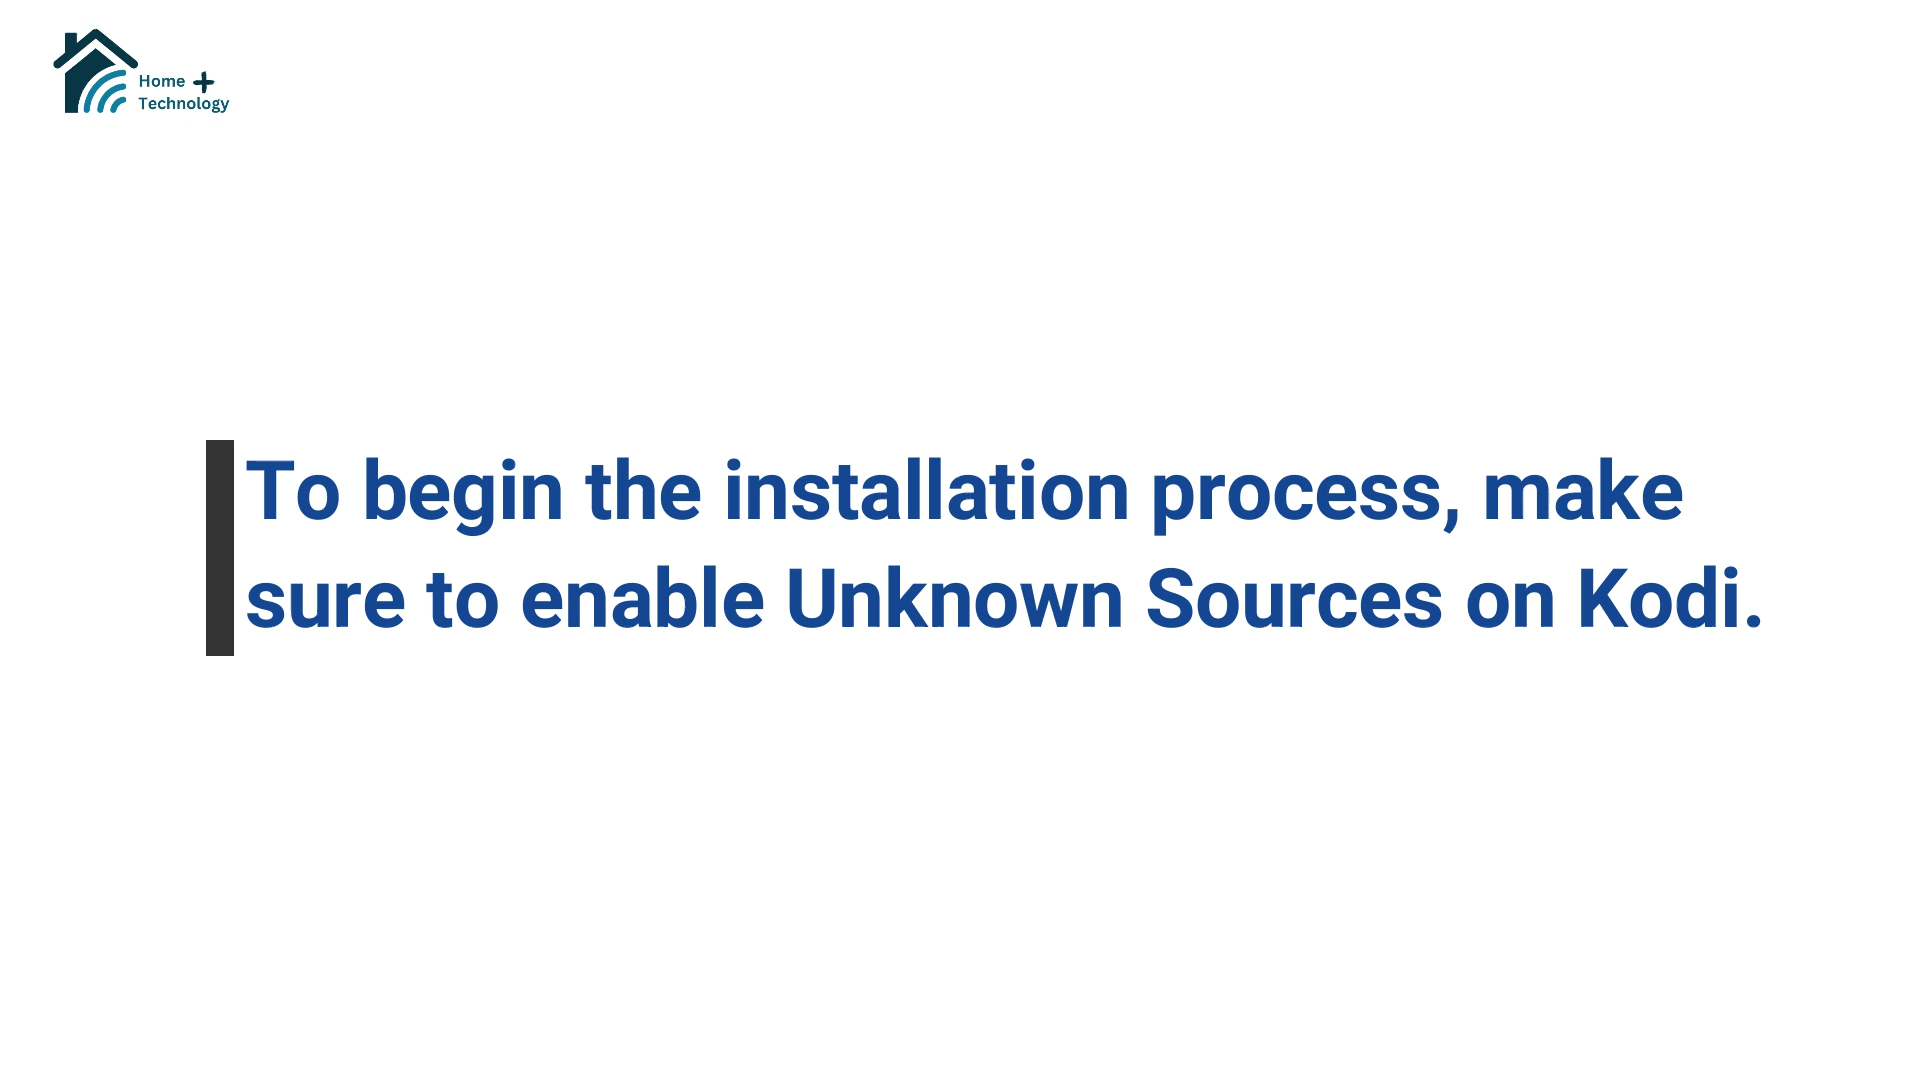 Home +
Technology
To begin the installation process, make
sure to enable Unknown Sources on Kodi.